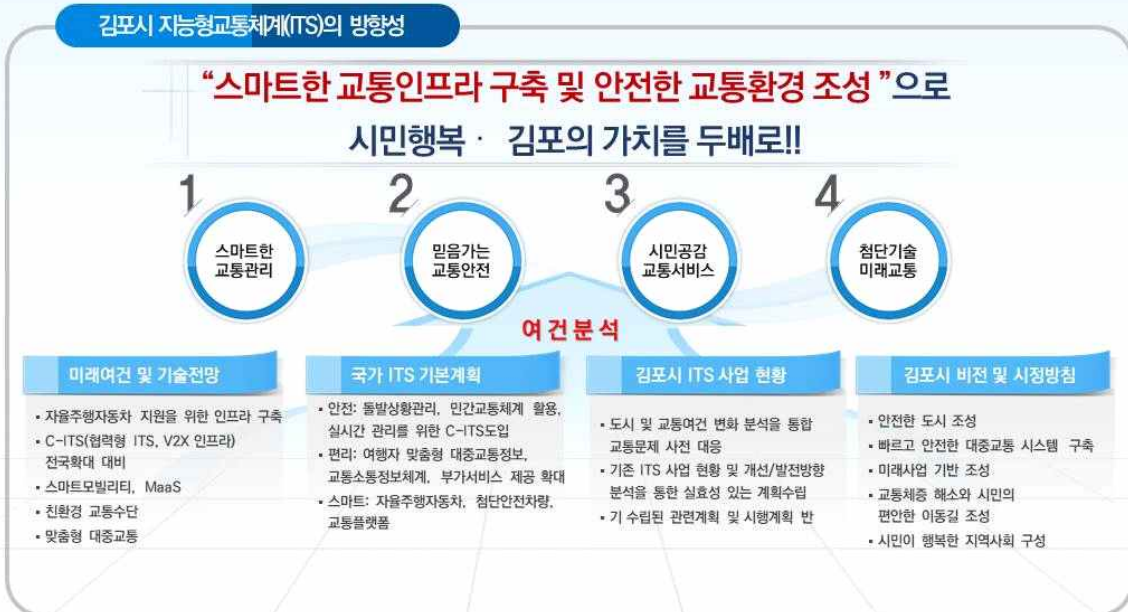 김포시 지능형교통체계(ITS)의 방향성
“스마트한 교통인프라 구축 및 안전한 교통환경 조성 ”으로
시민행복 · 김포의 가치를 두배로!!
1
스마트한
교통관리
2
믿음가는
교통안전
3
시민공감
교통서비스
4
첨단기술
미래교통
여건분석
미래여건 및 기술전망
▪ 자율주행자동차 지원을 위한 인프라 구축
▪ C-ITS(협력형 ITS, V2X 인프라)
전국확대 대비
▪ 스마트모빌리티, MaaS
▪ 친환경 교통수단
▪ 맞춤형 대중교통
국가 ITS 기본계획
▪ 안전: 돌발상황관리, 민간교통체계 활용,
실시간 관리를 위한 C-ITS도입
▪ 편리: 여행자 맞춤형 대중교통정보,
교통소통정보체계, 부가서비스 제공 확대
▪ 스마트: 자율주행자동차, 첨단안전차량,
교통플랫폼
김포시 ITS 사업 현황
▪ 도시 및 교통여건 변화 분석을 통합
교통문제 사전 대응
▪ 기존 ITS 사업 현황 및 개선/발전방향
분석을 통한 실효성 있는 계획수립
▪ 기 수립된 관련계획 및 시행계획 반
김포시 비전 및 시정방침
▪ 안전한 도시 조성
▪ 빠르고 안전한 대중교통 시스템 구축
▪ 미래사업 기반 조성
▪ 교통체증 해소와 시민의
편안한 이동길 조성
▪ 시민이 행복한 지역사회 구성